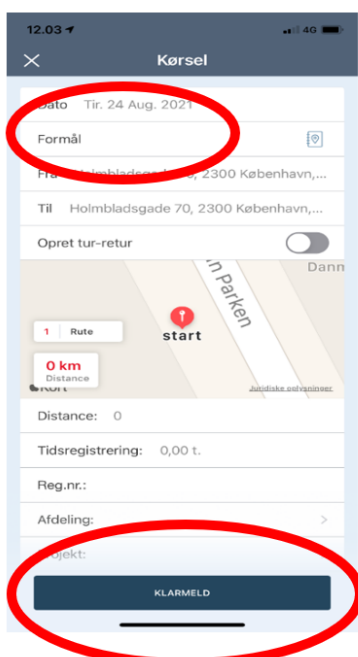 12.03
4G
Kørsel
Dato Tir. 24 Aug. 2021
Formål
Fra Holmbladsgade 70, 2300 København,...
Til Holmbladsgade 70, 2300 København,...
Opret tur-retur
n Parken
Danm
1 Rute
start
0 km
Distance
Kort
Juridiske oplysninger
Distance: 0
Tidsregistrering: 0,00 t.
Reg.nr.:
Afdeling:
Projekt:
KLARMELD